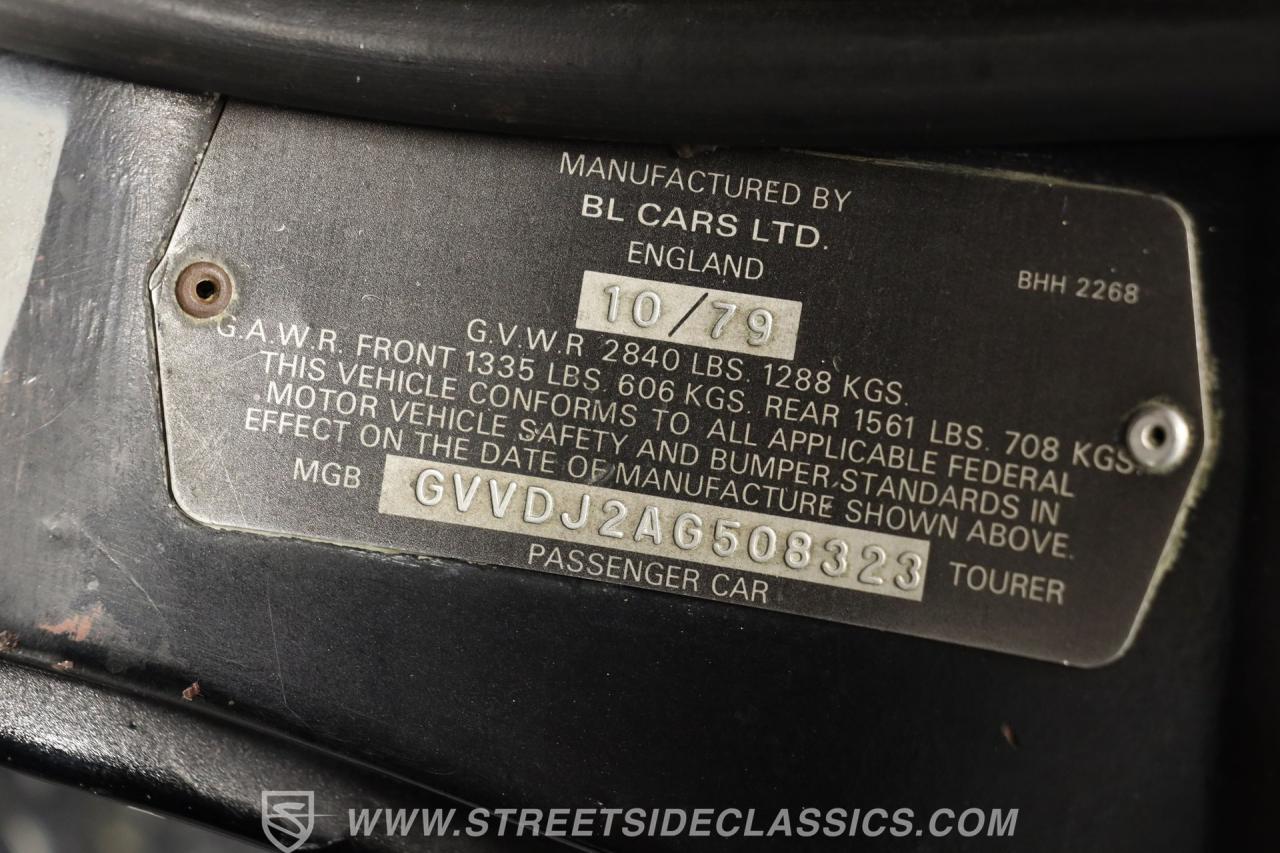 MANUFACTURED BY
BL CARS LTD.
ENGLAND
BHH 2268
10/79
G.V.W.R 2840 LBS. 1288 KGS.
G.A.W.R. FRONT 1335 LBS. 606 KGS. REAR 1561 LBS. 708 KGS.
THIS VEHICLE CONFORMS TO ALL APPLICABLE FEDERAL
MOTOR VEHICLE SAFETY AND BUMPER STANDARDS IN
EFFECT ON THE DATE OF MANUFACTURE SHOWN ABOVE.
MGB GVVDJ2AG508323 TOURER
PASSENGER CAR
WWW.STREETSIDECLASSICS.COM